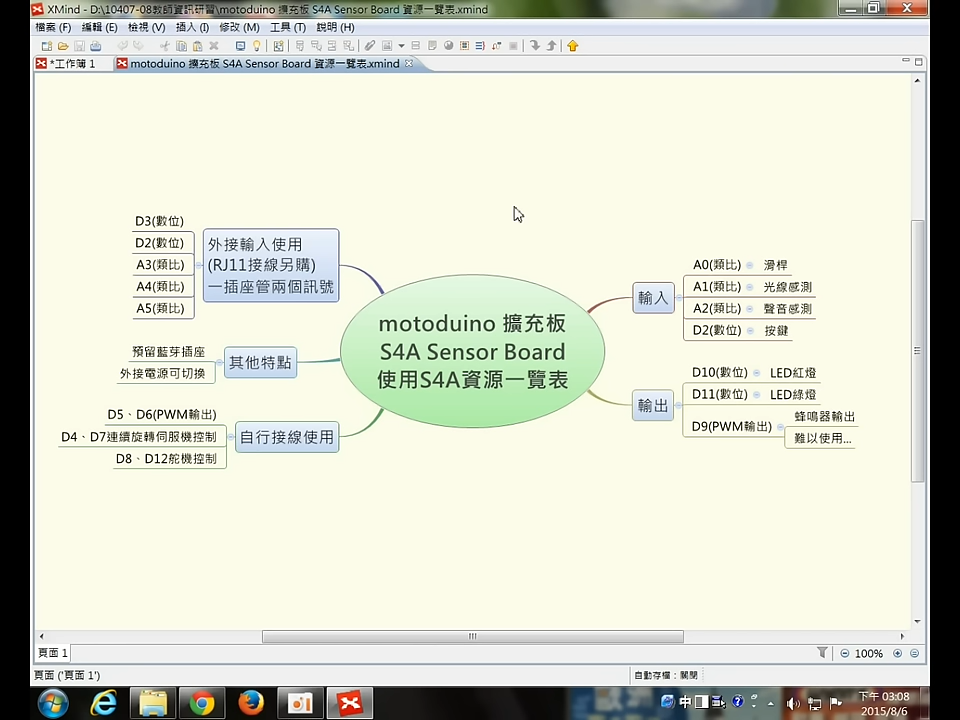 XMind - D:\10407-08教師資訊研習\motoduino 擴充板 S4A Sensor Board 資源一覽表.xmind
檔案 (F) 編輯 (E) 檢視 (V) 插入 (I) 修改 (M) 工具 (T) 說明 (H)
*工作簿 1
motoduino 擴充板 S4A Sensor Board 資源一覽表.xmind
D3(數位)
D2(數位)
A3(類比)
A4(類比)
A5(類比)
外接輸入使用
(RJ11接線另購)
一插座管兩個訊號
預留藍芽插座
外接電源可切換
其他特點
D5、D6(PWM輸出)
D4、D7連續旋轉伺服機控制
D8、D12舵機控制
自行接線使用
motoduino 擴充板
S4A Sensor Board
使用S4A資源一覽表
輸入
A0(類比) 滑桿
A1(類比) 光線感測
A2(類比) 聲音感測
D2(數位) 按鍵
輸出
D10(數位) LED紅燈
D11(數位) LED綠燈
D9(PWM輸出)
蜂鳴器輸出
難以使用...
頁面 1
100%
頁面 ('頁面 1')
自動存檔：關閉
中
下午 03:08
2015/8/6